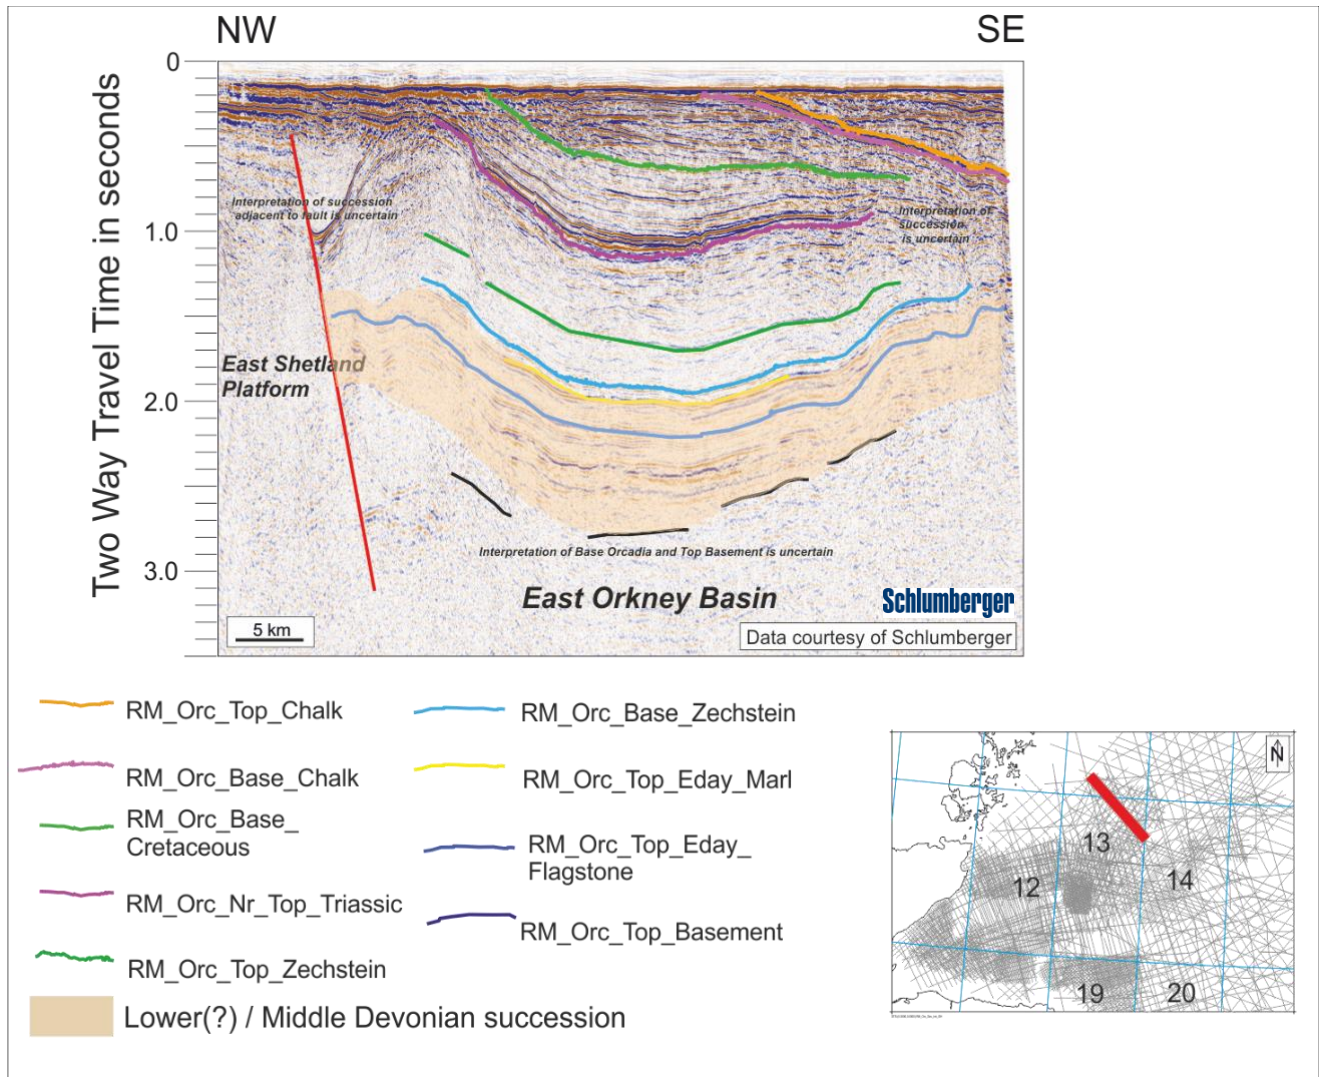 NW
SE
Two Way Travel Time in seconds
0
1.0
2.0
3.0
Interpretation of succession
adjacent to fault is uncertain
Interpretation of
succession
is uncertain
East Shetland
Platform
Interpretation of Base Orcadia and Top Basement is uncertain
East Orkney Basin
Schlumberger
Data courtesy of Schlumberger
5 km
RM_Orc_Top_Chalk
RM_Orc_Base_Chalk
RM_Orc_Base_
Cretaceous
RM_Orc_Nr_Top_Triassic
RM_Orc_Top_Zechstein
Lower(?) / Middle Devonian succession
RM_Orc_Base_Zechstein
RM_Orc_Top_Eday_Marl
RM_Orc_Top_Eday_
Flagstone
RM_Orc_Top_Basement
N
13
12
14
19
20